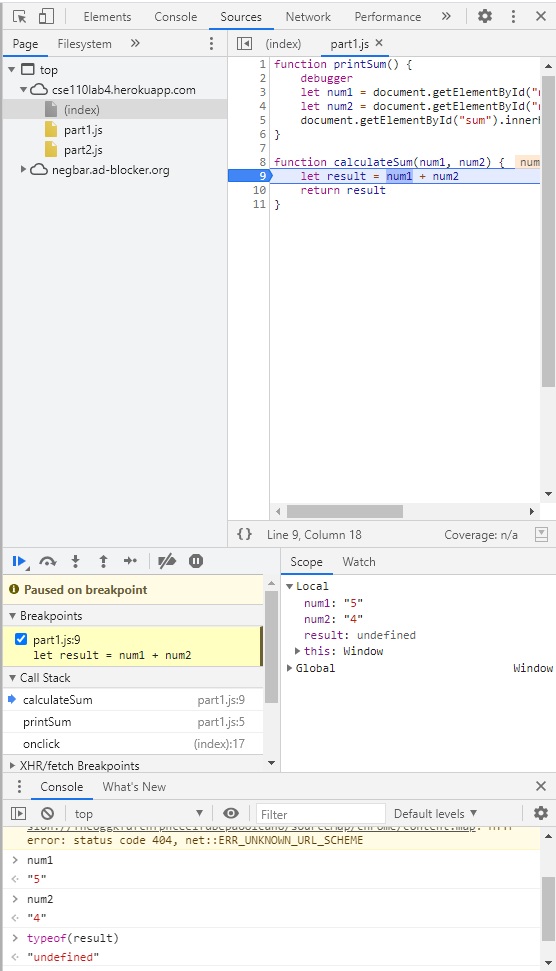 Elements Console Sources Network Performance »
Page Filesystem »
(index) part1.js ×
top
cse110lab4.herokuapp.com
(index)
part1.js
part2.js
negbar.ad-blocker.org
1 function printSum() {
2 debugger
3 let num1 = document.getElementById("
4 let num2 = document.getElementById("
5 document.getElementById("sum").inner
6 }
7
8 function calculateSum(num1, num2) { num
9 let result = num1 + num2
10 return result
11 }
{} Line 9, Column 18 Coverage: n/a
Paused on breakpoint
Breakpoints
part1.js:9
let result = num1 + num2
Call Stack
calculateSum part1.js:9
printSum part1.js:5
onclick (index):17
XHR/fetch Breakpoints
Scope Watch
Local
num1: "5"
num2: "4"
result: undefined
this: Window
Global Window
Console What's New
top Filter Default levels
error: status code 404, net::ERR_UNKNOWN_URL_SCHEME
> num1
"5"
> num2
"4"
> typeof(result)
"undefined"